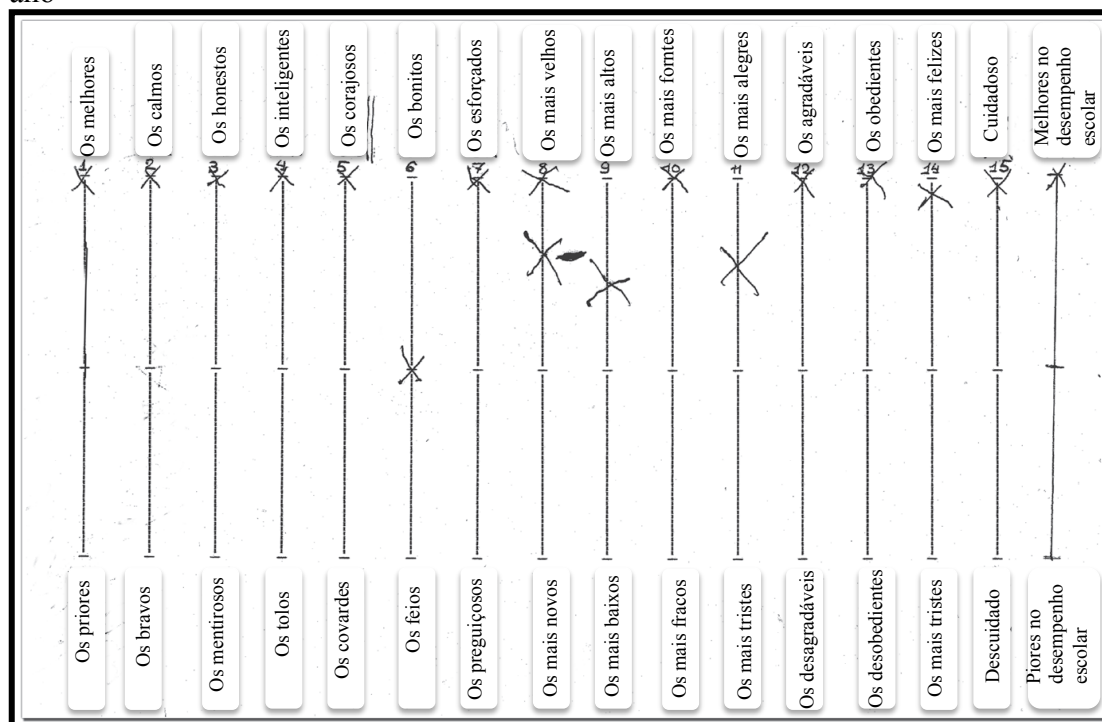 ano
Os melhores
Os calmos
Os honestos
Os inteligentes
Os corajosos
Os bonitos
Os esforçados
Os mais velhos
Os mais altos
Os mais fomtes
Os mais alegres
Os agradáveis
Os obedientes
Os mais felizes
Cuidadoso
Melhores no
desempenho
escolar
1
2
3
4
5
6
7
8
9
10
11
12
13
14
15
Os priores
Os bravos
Os mentirosos
Os tolos
Os covardes
Os feios
Os preguiçosos
Os mais novos
Os mais baixos
Os mais fracos
Os mais tristes
Os desagradáveis
Os desobedientes
Os mais tristes
Descuidado
Piores no
desempenho
escolar